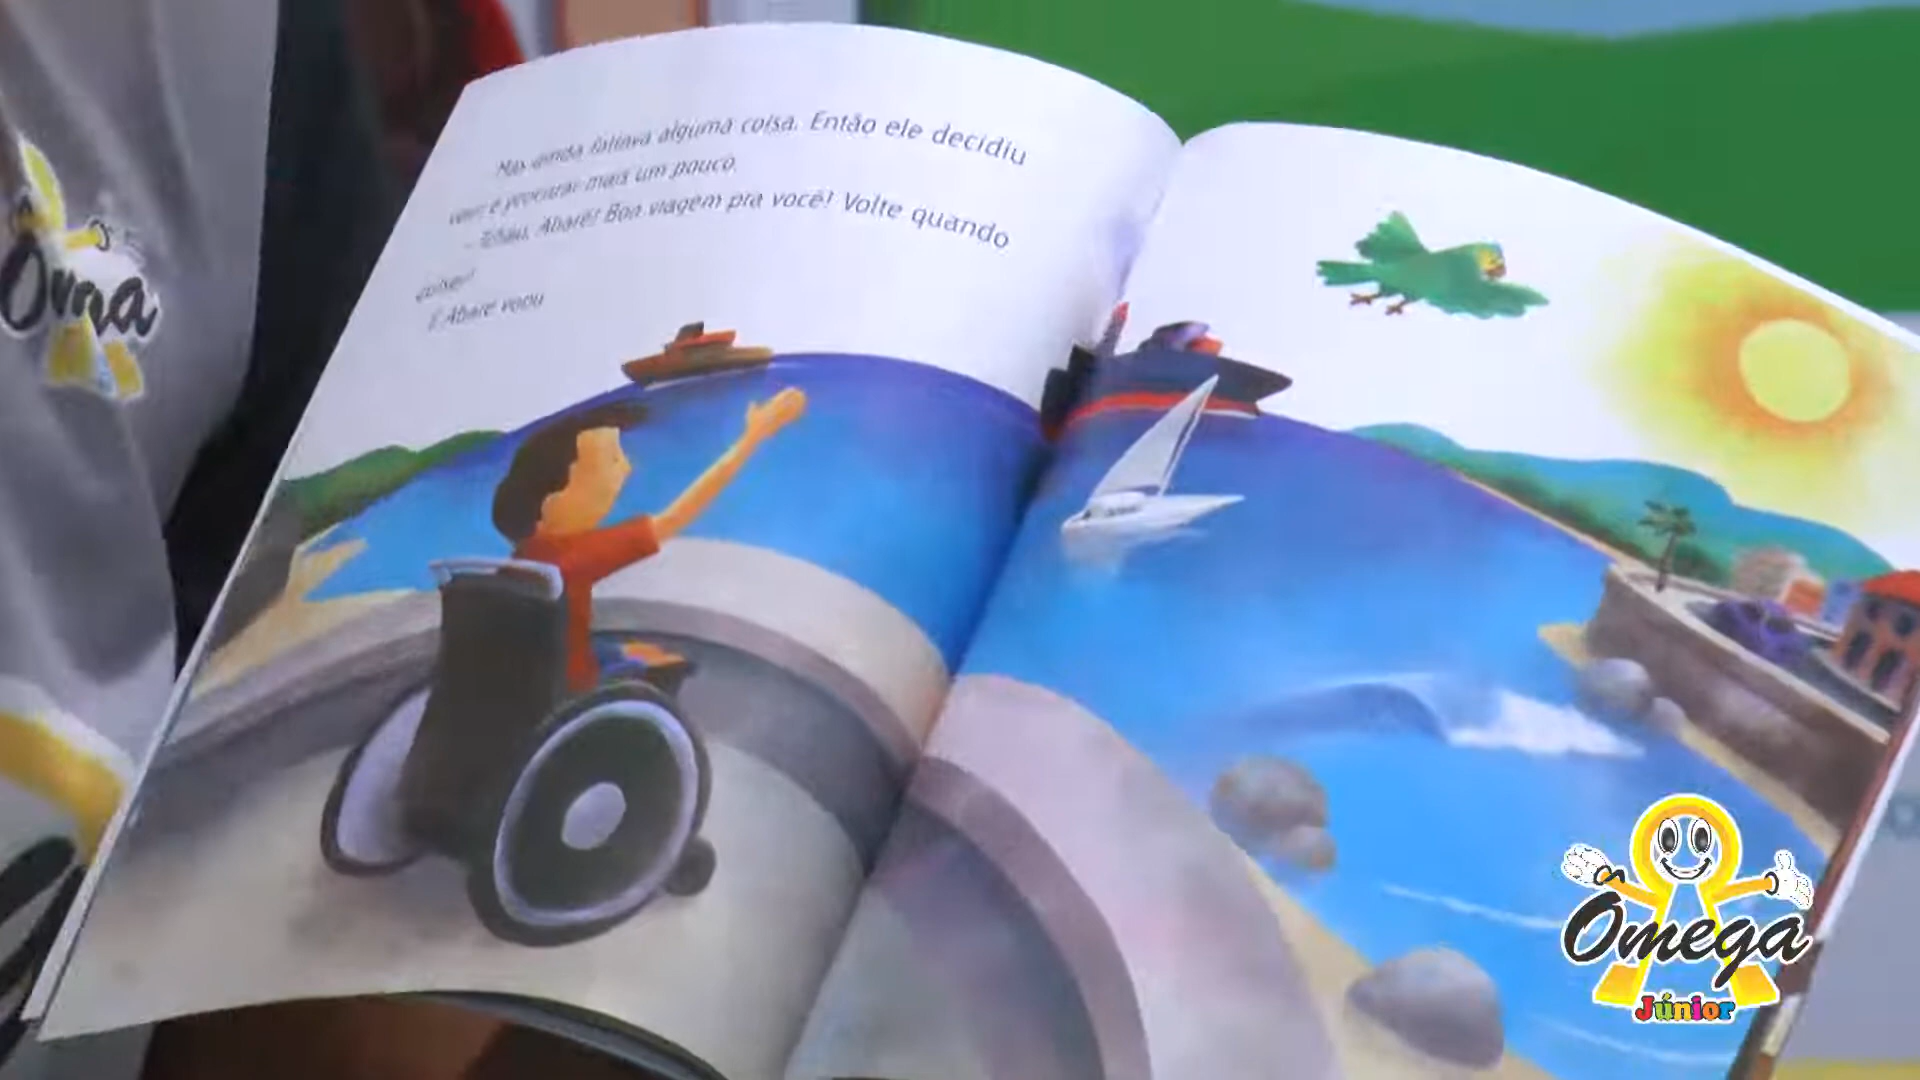 Mas ainda faltava alguma coisa. Então ele decidiu
voar e procurar mais um pouco.
- Tchau, Abaré! Boa viagem pra você! Volte quando
quiser!
E Abaré voou
Ômega
Ômega
Júnior